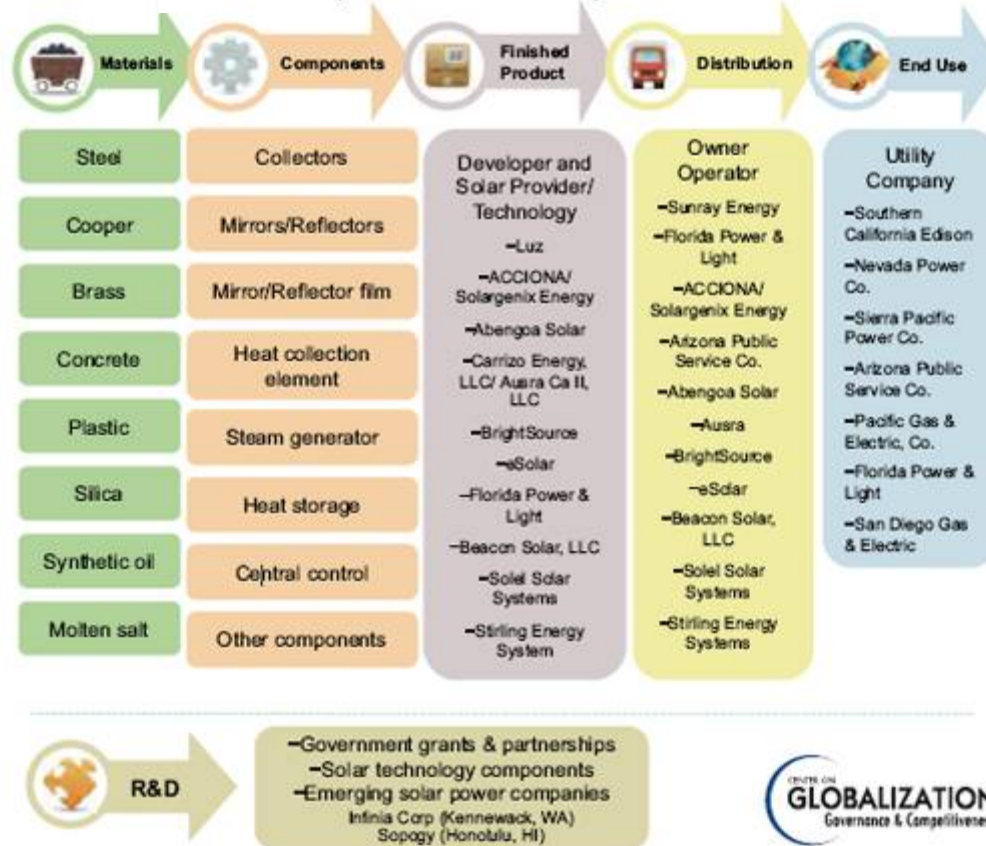 Materials
Components
Finished
Product
Distribution
End Use
Steel
Cooper
Brass
Concrete
Plastic
Silica
Synthetic oil
Molten salt
Collectors
Mirrors/Reflectors
Mirror/Reflector film
Heat collection
element
Steam generator
Heat storage
Central control
Other components
Developer and
Solar Provider/
Technology
–Luz
–ACCIONA/
Solargenix Energy
–Abengoa Solar
–Carrizo Energy,
LLC/ Ausra Ca II,
LLC
–BrightSource
–eSolar
–Florida Power &
Light
–Beacon Solar, LLC
–Solel Solar
Systems
–Stirling Energy
System
Owner
Operator
–Sunray Energy
–Florida Power &
Light
–ACCIONA/
Solargenix Energy
–Arizona Public
Service Co.
–Abengoa Solar
–Ausra
–BrightSource
–eSolar
–Beacon Solar,
LLC
–Solel Solar
Systems
–Stirling Energy
Systems
Utility
Company
–Southern
California Edison
–Nevada Power
Co.
–Sierra Pacific
Power Co.
–Arizona Public
Service Co.
–Pacific Gas &
Electric, Co.
–Florida Power &
Light
–San Diego Gas
& Electric
R&D
–Government grants & partnerships
–Solar technology components
–Emerging solar power companies
Infinia Corp (Kennewack, WA)
Sopogy (Honolulu, HI)
CENTER ON
GLOBALIZATION
Governance & Competitivenes